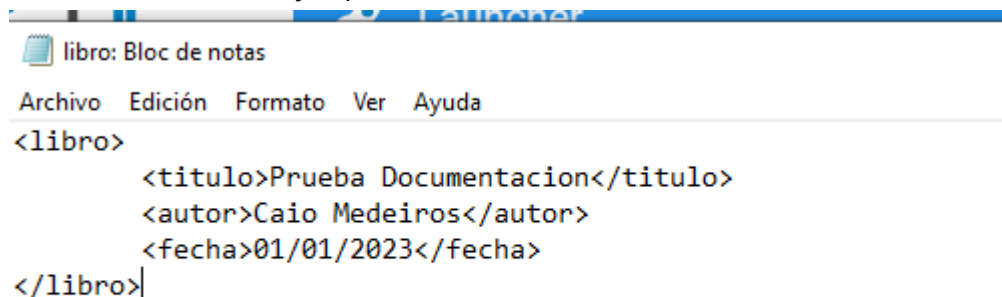 Launcher
libro: Bloc de notas
Archivo Edición Formato Ver Ayuda
<libro>
<titulo>Prueba Documentacion</titulo>
<autor>Caio Medeiros</autor>
<fecha>01/01/2023</fecha>
</libro>